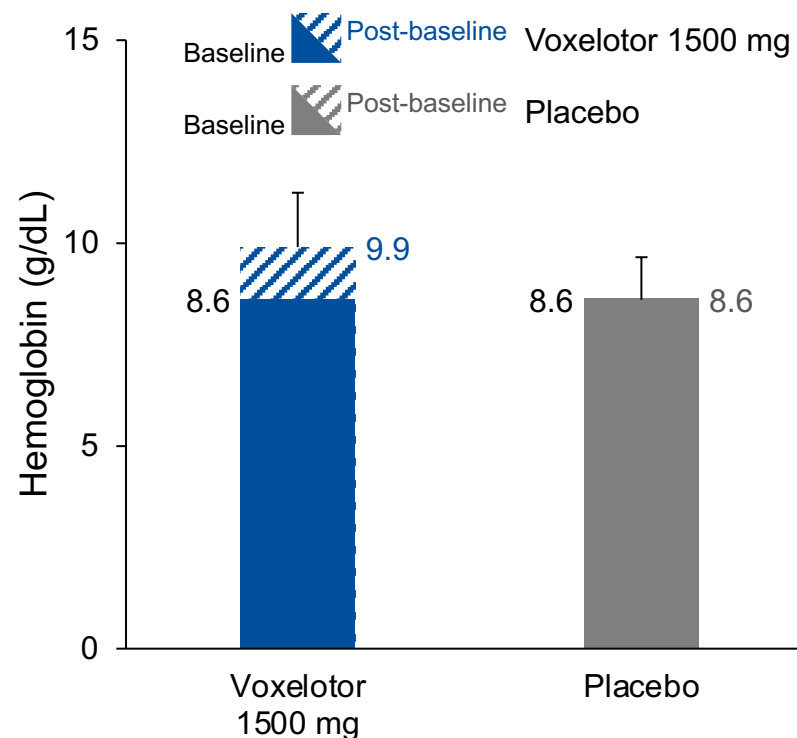 15
Baseline Post-baseline Voxelotor 1500 mg
Baseline Post-baseline Placebo
Hemoglobin (g/dL)
10
9.9
8.6
8.6 8.6
5
0
Voxelotor
1500 mg
Placebo